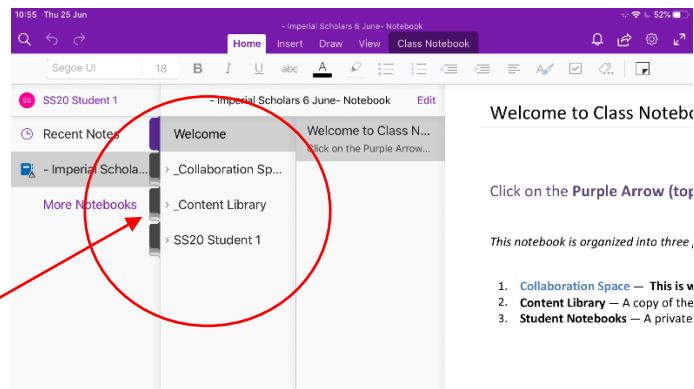 10:55 Thu 25 Jun
52%
- Imperial Scholars 6 June- Notebook
Home Insert Draw View Class Notebook
Segoe UI 18 B I U abc A
SS SS20 Student 1
- Imperial Scholars 6 June- Notebook Edit
Recent Notes
- Imperial Schola...
More Notebooks
Welcome
_Collaboration Sp...
_Content Library
SS20 Student 1
Welcome to Class N...
Click on the Purple Arrow...
Welcome to Class Notebo
Click on the Purple Arrow (top
This notebook is organized into three
1. Collaboration Space — This is w
2. Content Library — A copy of the
3. Student Notebooks — A private